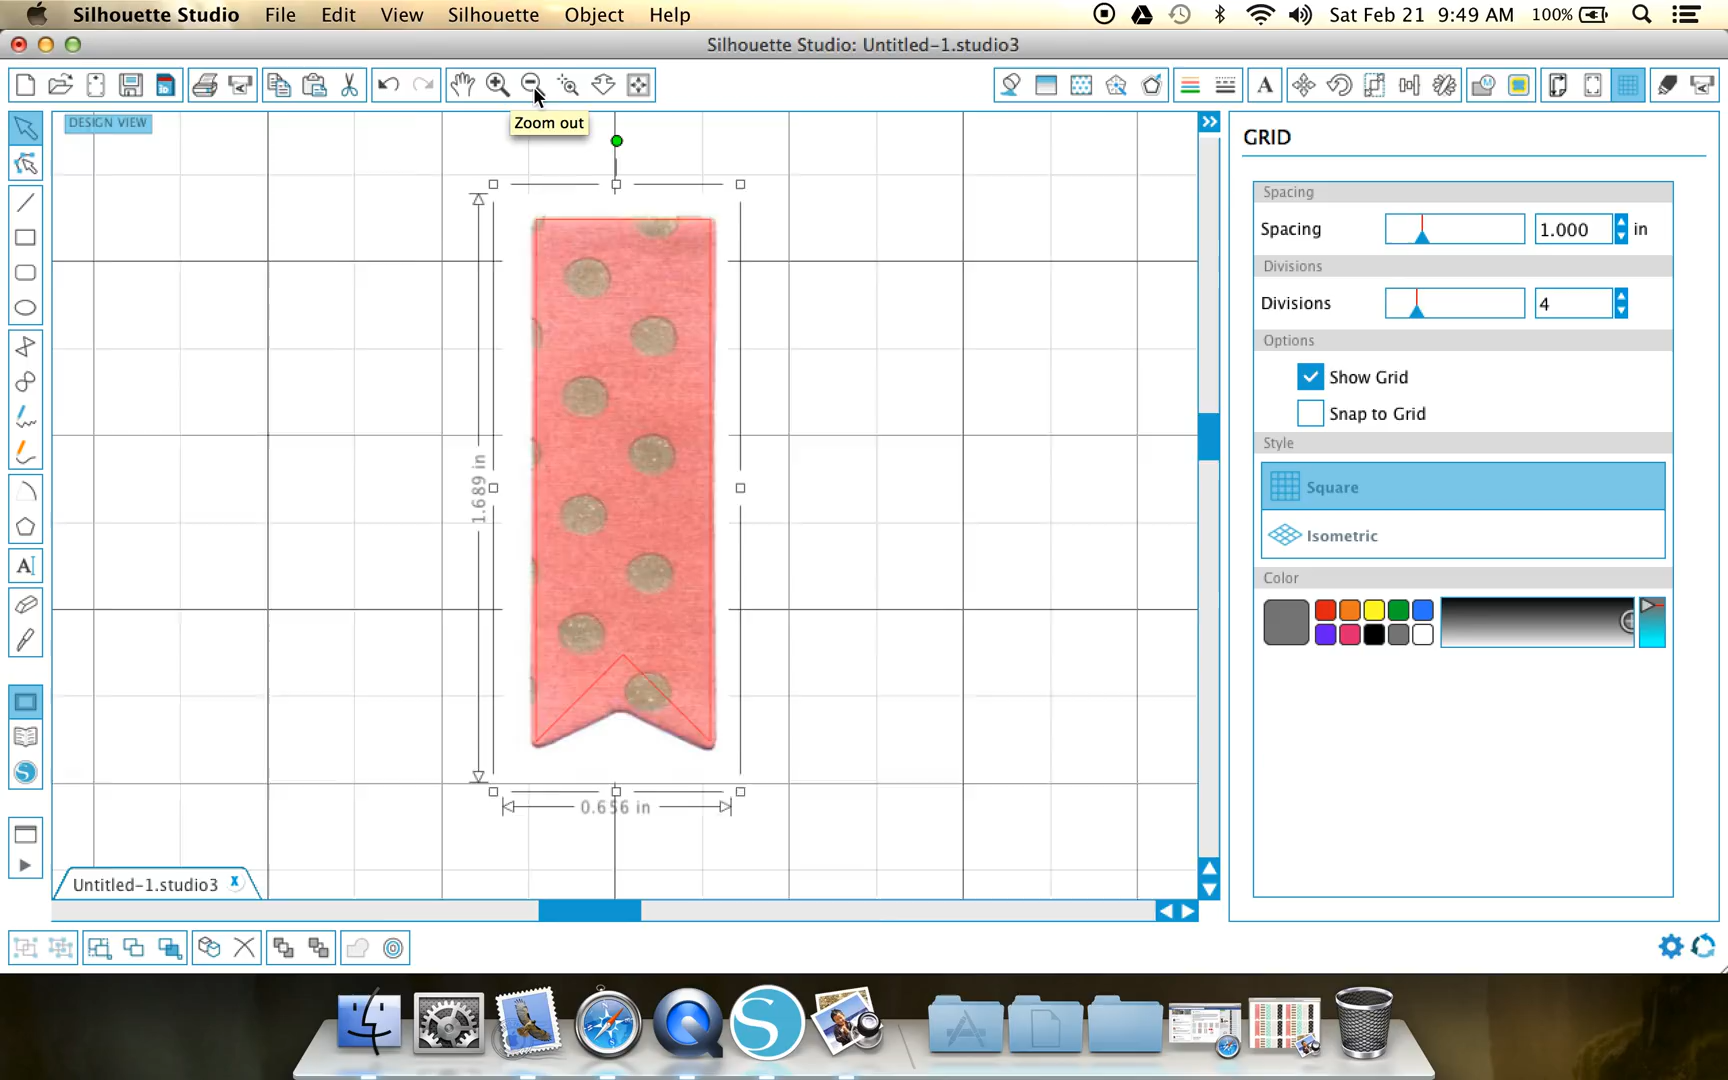 Silhouette Studio File Edit View Silhouette Object Help Sat Feb 21 9:49 AM 100%
Silhouette Studio: Untitled-1.studio3
Zoom out
DESIGN VIEW
GRID
Spacing
Spacing 1.000 in
Divisions
Divisions 4
Options
Show Grid
Snap to Grid
Style
Square
Isometric
Color
1.689 in
0.656 in
Untitled-1.studio3 x